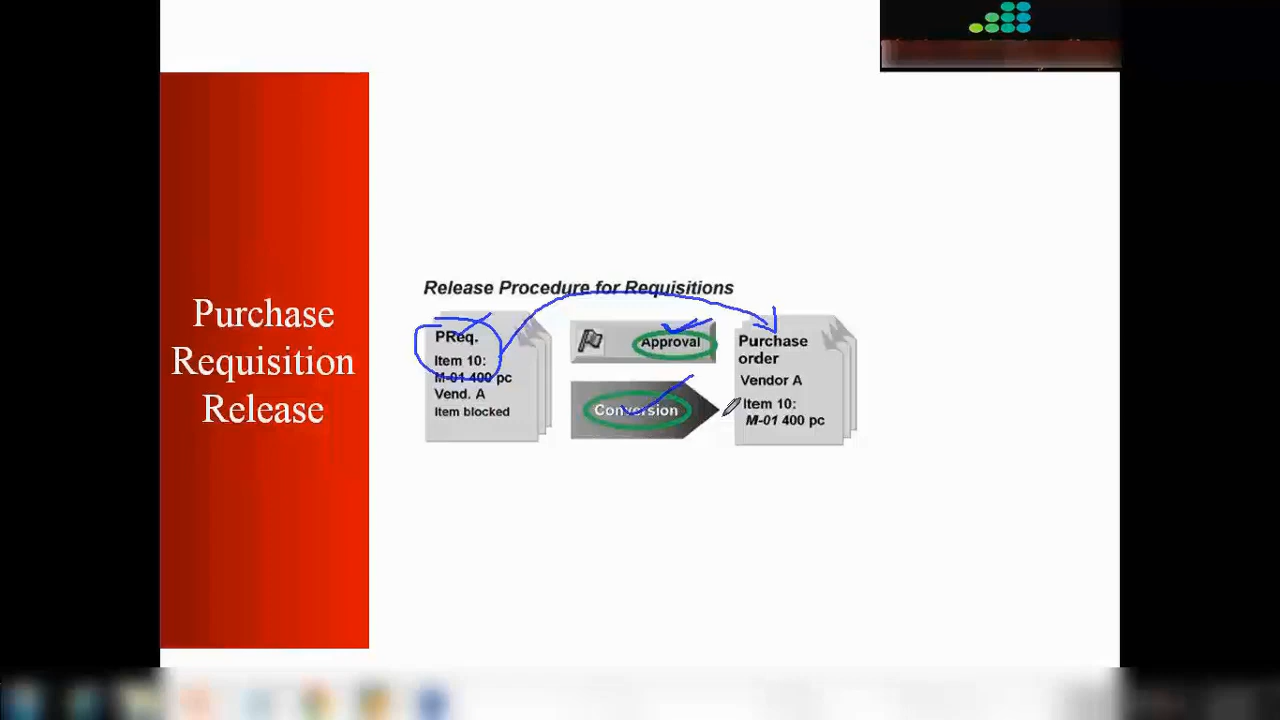 Purchase
Requisition
Release
Release Procedure for Requisitions
PReq.
Item 10:
M-01 400 pc
Vend. A
Item blocked
Approval
Conversion
Purchase
order
Vendor A
Item 10:
M-01 400 pc